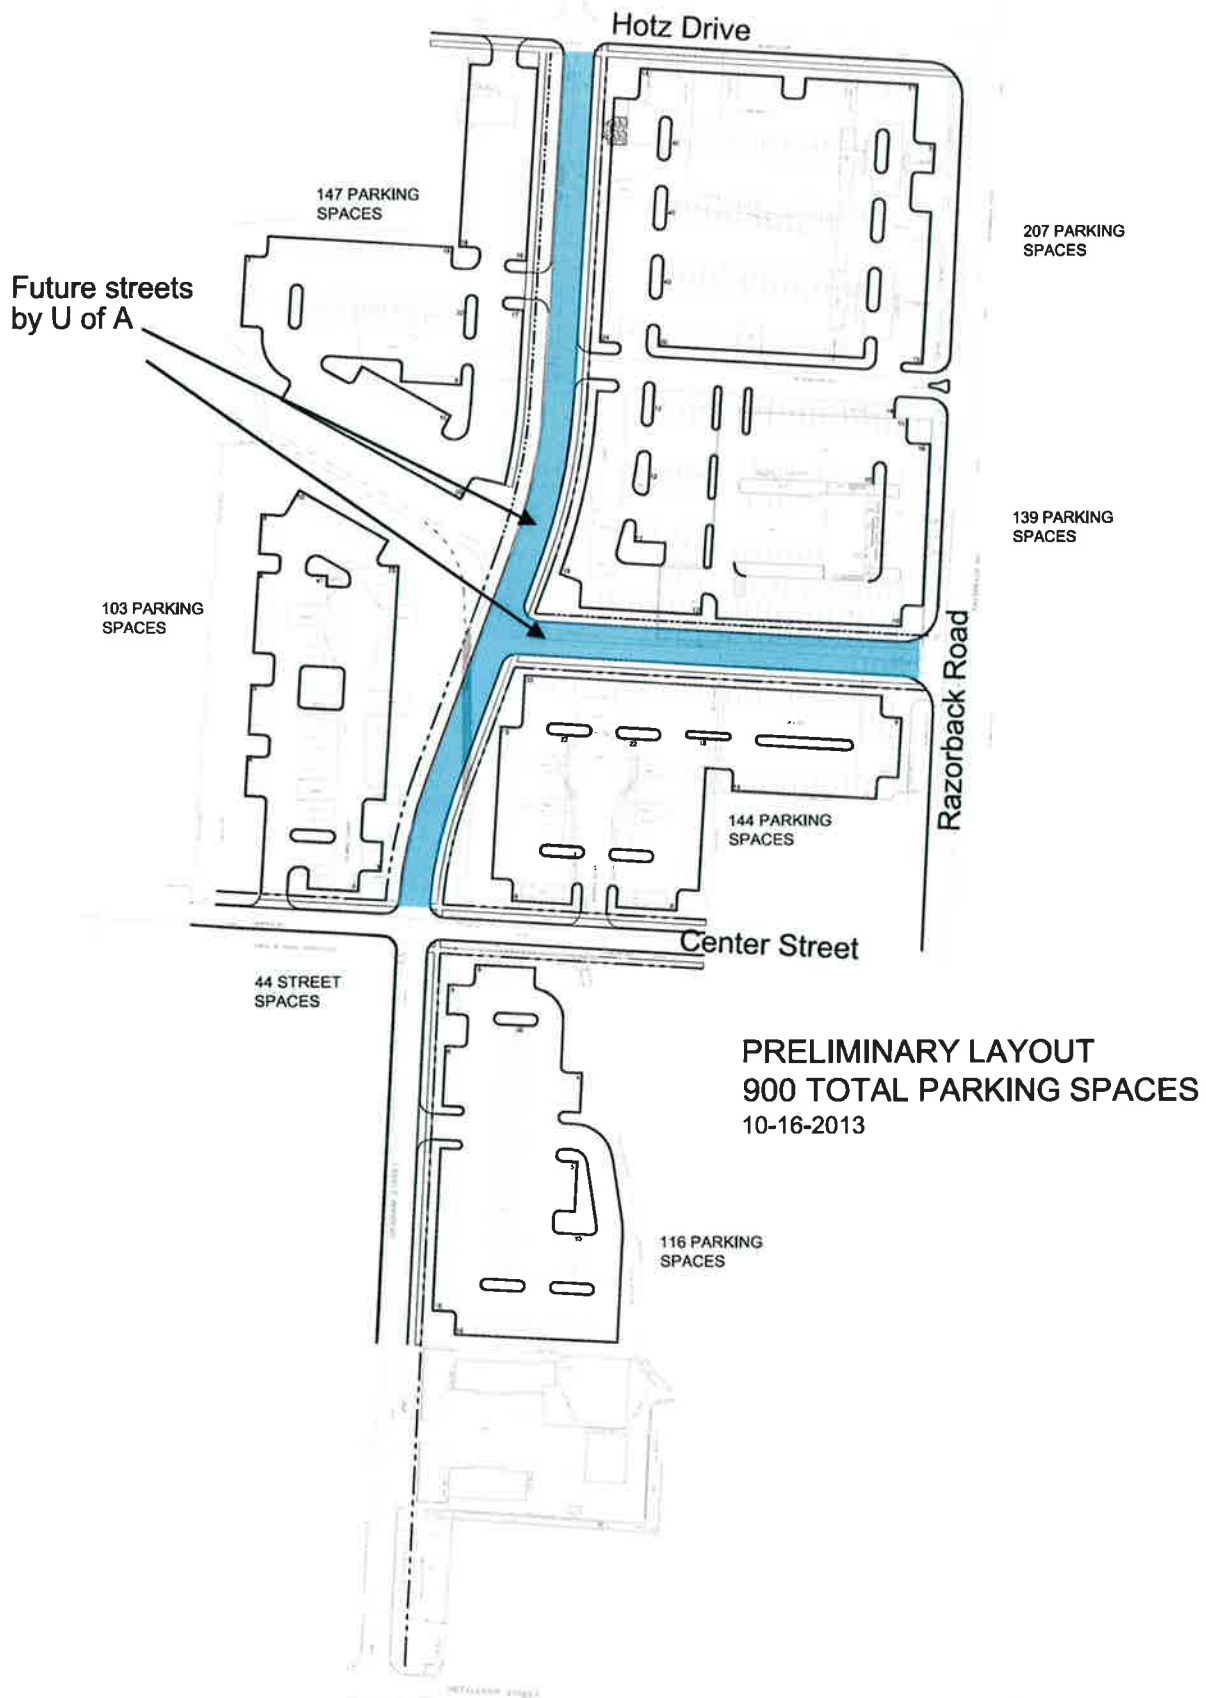 Hotz Drive
147 PARKING
SPACES
207 PARKING
SPACES
Future streets
by U of A
139 PARKING
SPACES
103 PARKING
SPACES
Razorback Road
144 PARKING
SPACES
Center Street
44 STREET
SPACES
PRELIMINARY LAYOUT
900 TOTAL PARKING SPACES
10-16-2013
116 PARKING
SPACES